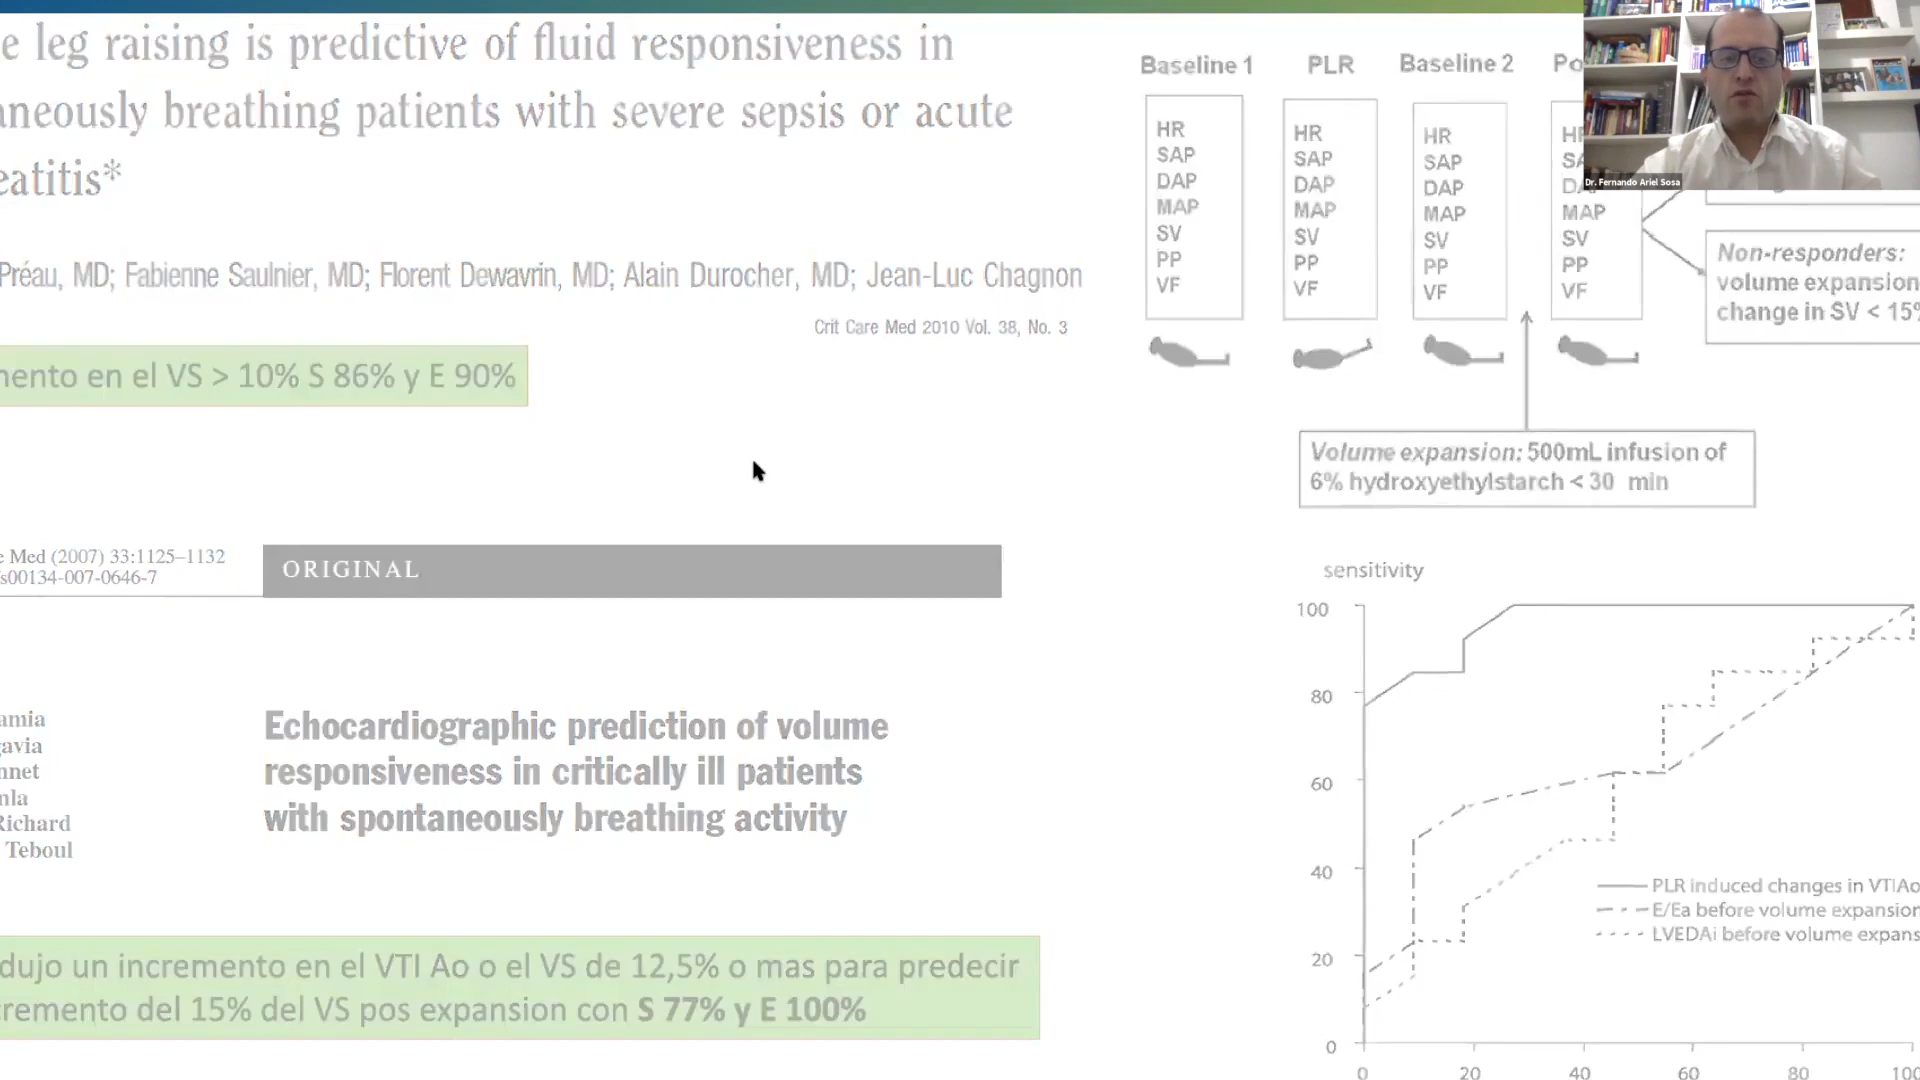 e leg raising is predictive of fluid responsiveness in
aneously breathing patients with severe sepsis or acute
eatitis*
Préau, MD; Fabienne Saulnier, MD; Florent Dewavrin, MD; Alain Durocher, MD; Jean-Luc Chagnon
Crit Care Med 2010 Vol. 38, No. 3
mento en el VS > 10% S 86% y E 90%
e Med (2007) 33:1125–1132
s00134-007-0646-7
ORIGINAL
amia
gavia
nnet
nla
Richard
Teboul
Echocardiographic prediction of volume
responsiveness in critically ill patients
with spontaneously breathing activity
dujo un incremento en el VTI Ao o el VS de 12,5% o mas para predecir
cremento del 15% del VS pos expansion con S 77% y E 100%
Baseline 1
HR
SAP
DAP
MAP
SV
PP
VF
PLR
HR
SAP
DAP
MAP
SV
PP
VF
Baseline 2
HR
SAP
DAP
MAP
SV
PP
VF
Po
HR
SA
DA
MAP
SV
PP
VF
Dr. Fernando Ariel Sosa
Non-responders:
volume expansion
change in SV < 15%
Volume expansion: 500mL infusion of
6% hydroxyethylstarch < 30 min
sensitivity
100
80
60
40
20
0
PLR induced changes in VTIAo
E/Ea before volume expansion
LVEDAi before volume expans
0 20 40 60 80 100